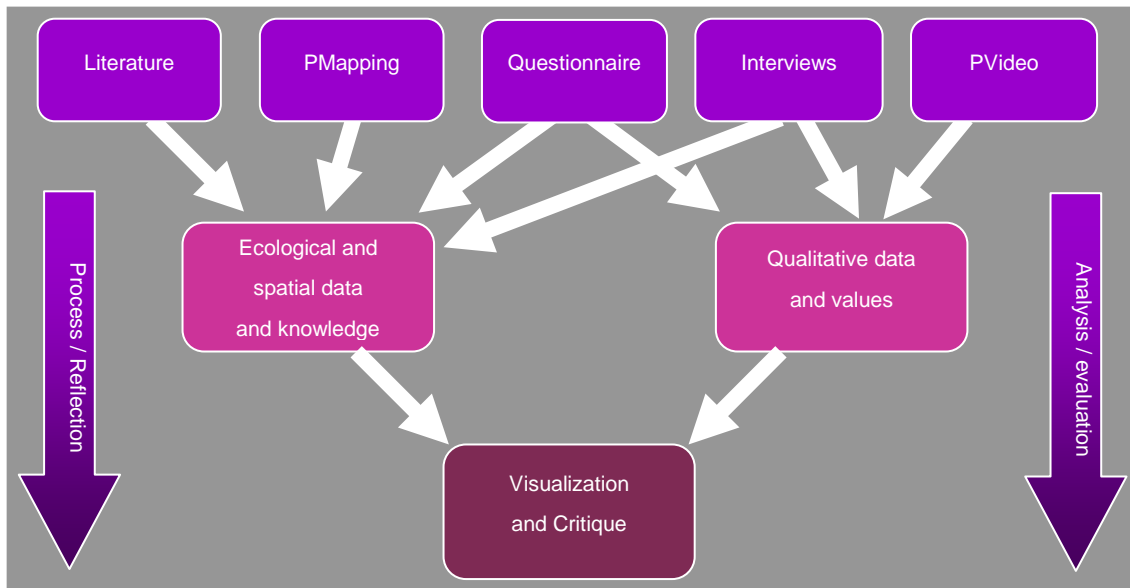 Literature
PMapping
Questionnaire
Interviews
PVideo
Ecological and
spatial data
and knowledge
Qualitative data
and values
Process / Reflection
Analysis / evaluation
Visualization
and Critique